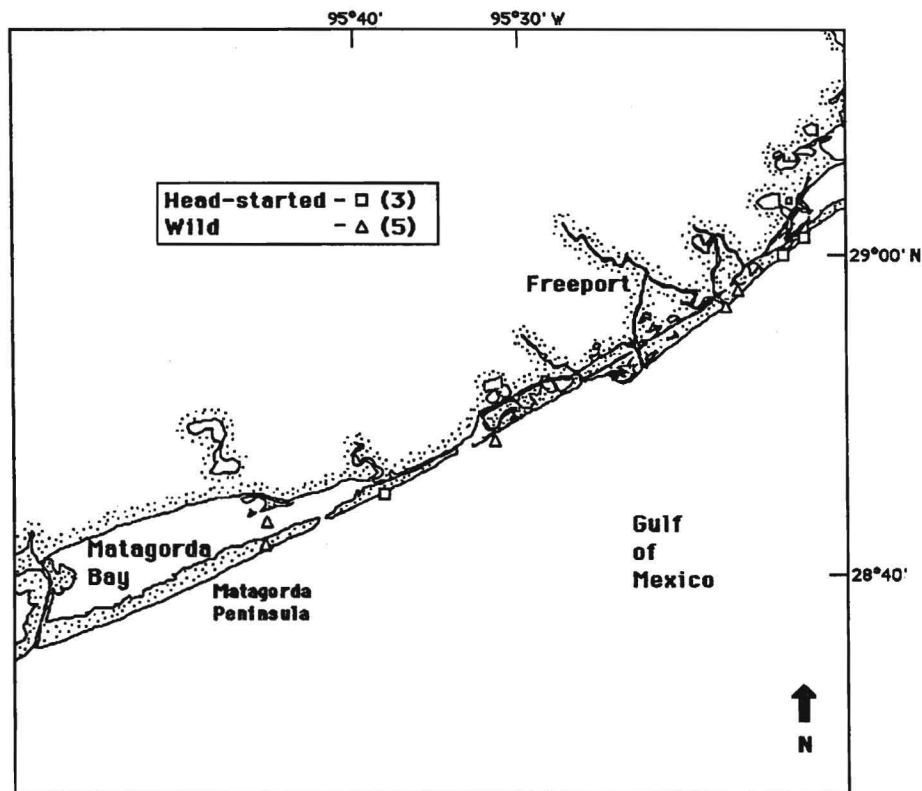 95°40' 95°30' W
Head-started - □ (3)
Wild - △ (5)
29°00' N
Freeport
Gulf
of
Mexico
Matagorda
Bay
28°40'
Matagorda
Peninsula
N